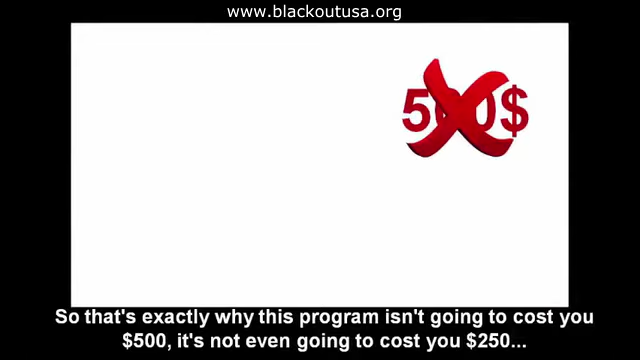 www.blackoutusa.org
500$
So that's exactly why this program isn't going to cost you
$500, it's not even going to cost you $250...